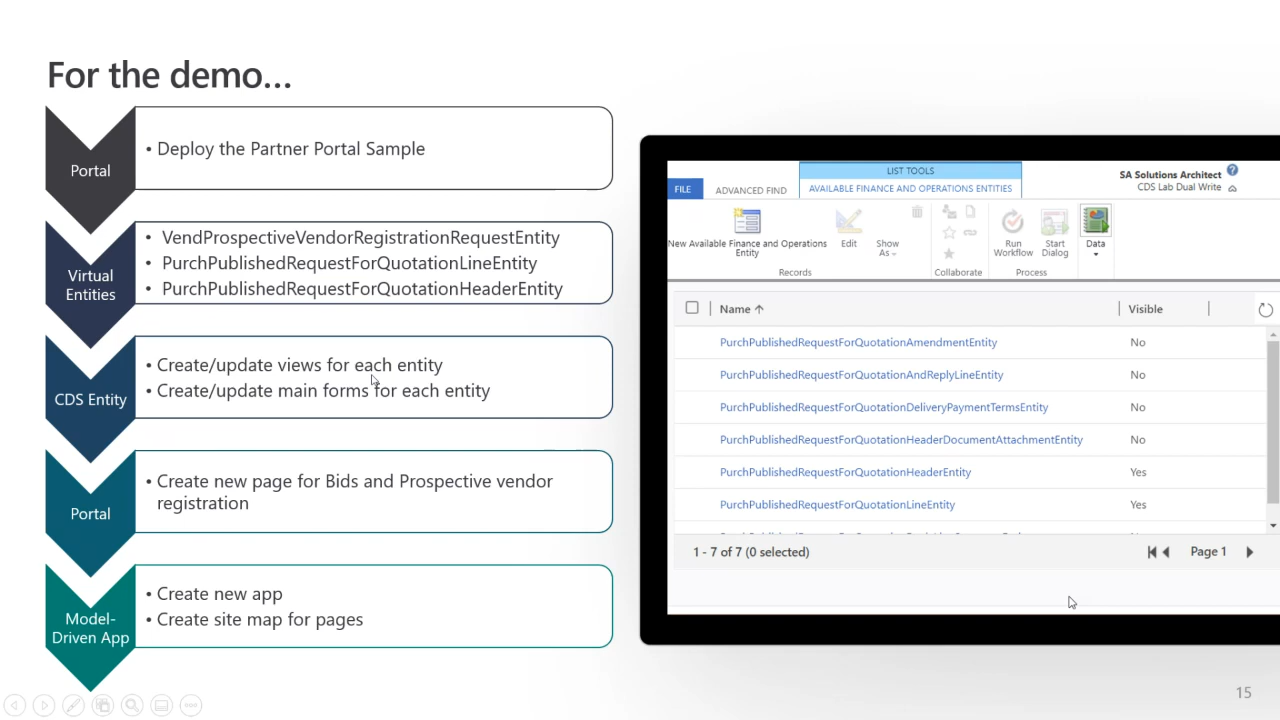 For the demo...
Portal
• Deploy the Partner Portal Sample
Virtual
Entities
• VendProspectiveVendorRegistrationRequestEntity
• PurchPublishedRequestForQuotationLineEntity
• PurchPublishedRequestForQuotationHeaderEntity
CDS Entity
• Create/update views for each entity
• Create/update main forms for each entity
Portal
• Create new page for Bids and Prospective vendor
registration
Model-
Driven App
• Create new app
• Create site map for pages
LIST TOOLS
FILE ADVANCED FIND AVAILABLE FINANCE AND OPERATIONS ENTITIES
SA Solutions Architect
CDS Lab Dual Write
New Available Finance and Operations
Entity
Edit
Show
As
Run
Workflow
Start
Dialog
Data
Records
Collaborate
Process
Name Visible
PurchPublishedRequestForQuotationAmendmentEntity No
PurchPublishedRequestForQuotationAndReplyLineEntity No
PurchPublishedRequestForQuotationDeliveryPaymentTermsEntity No
PurchPublishedRequestForQuotationHeaderDocumentAttachmentEntity No
PurchPublishedRequestForQuotationHeaderEntity Yes
PurchPublishedRequestForQuotationLineEntity Yes
1 - 7 of 7 (0 selected) Page 1
15